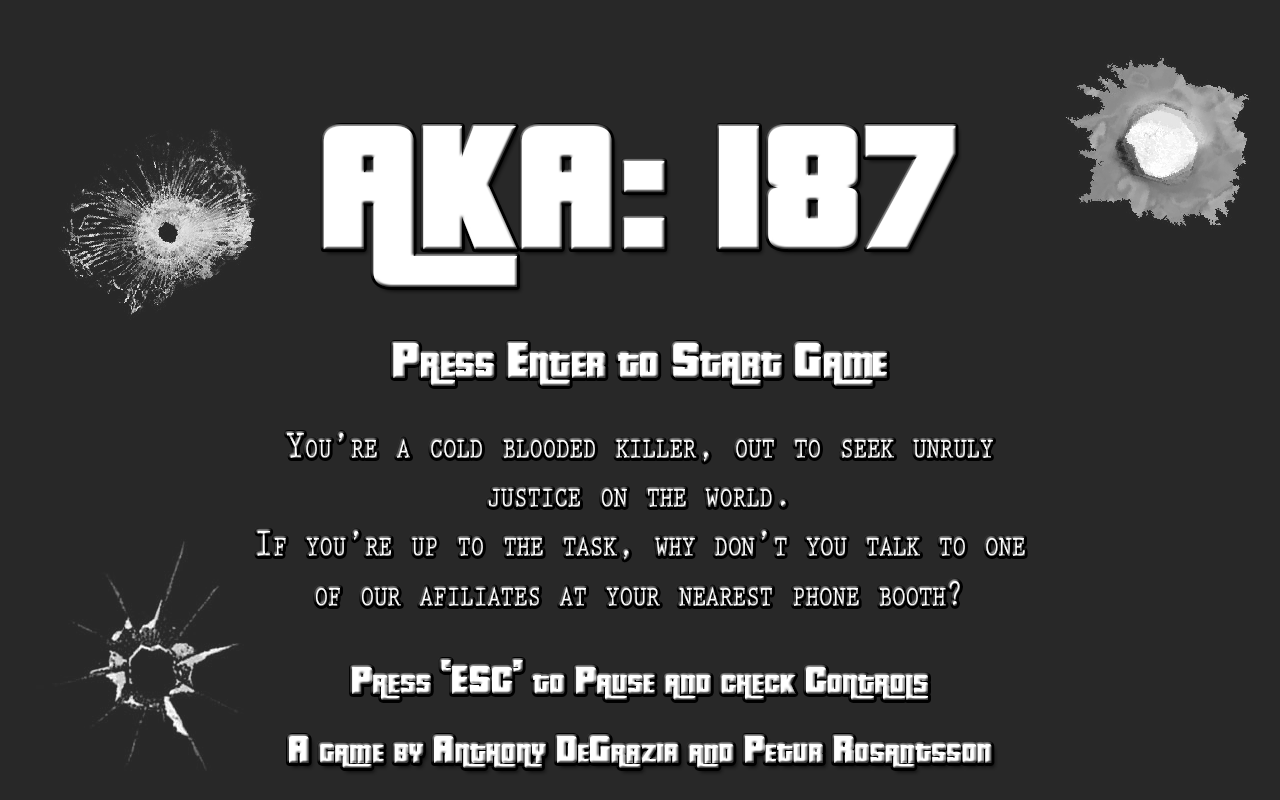 AKA: 187
Press Enter to Start Game
You're a cold blooded killer, out to seek unruly
justice on the world.
If you're up to the task, why don't you talk to one
of our afiliates at your nearest phone booth?
Press 'ESC' to Pause and check Controls
A game by Anthony DeGrazia and Petur Rosantsson